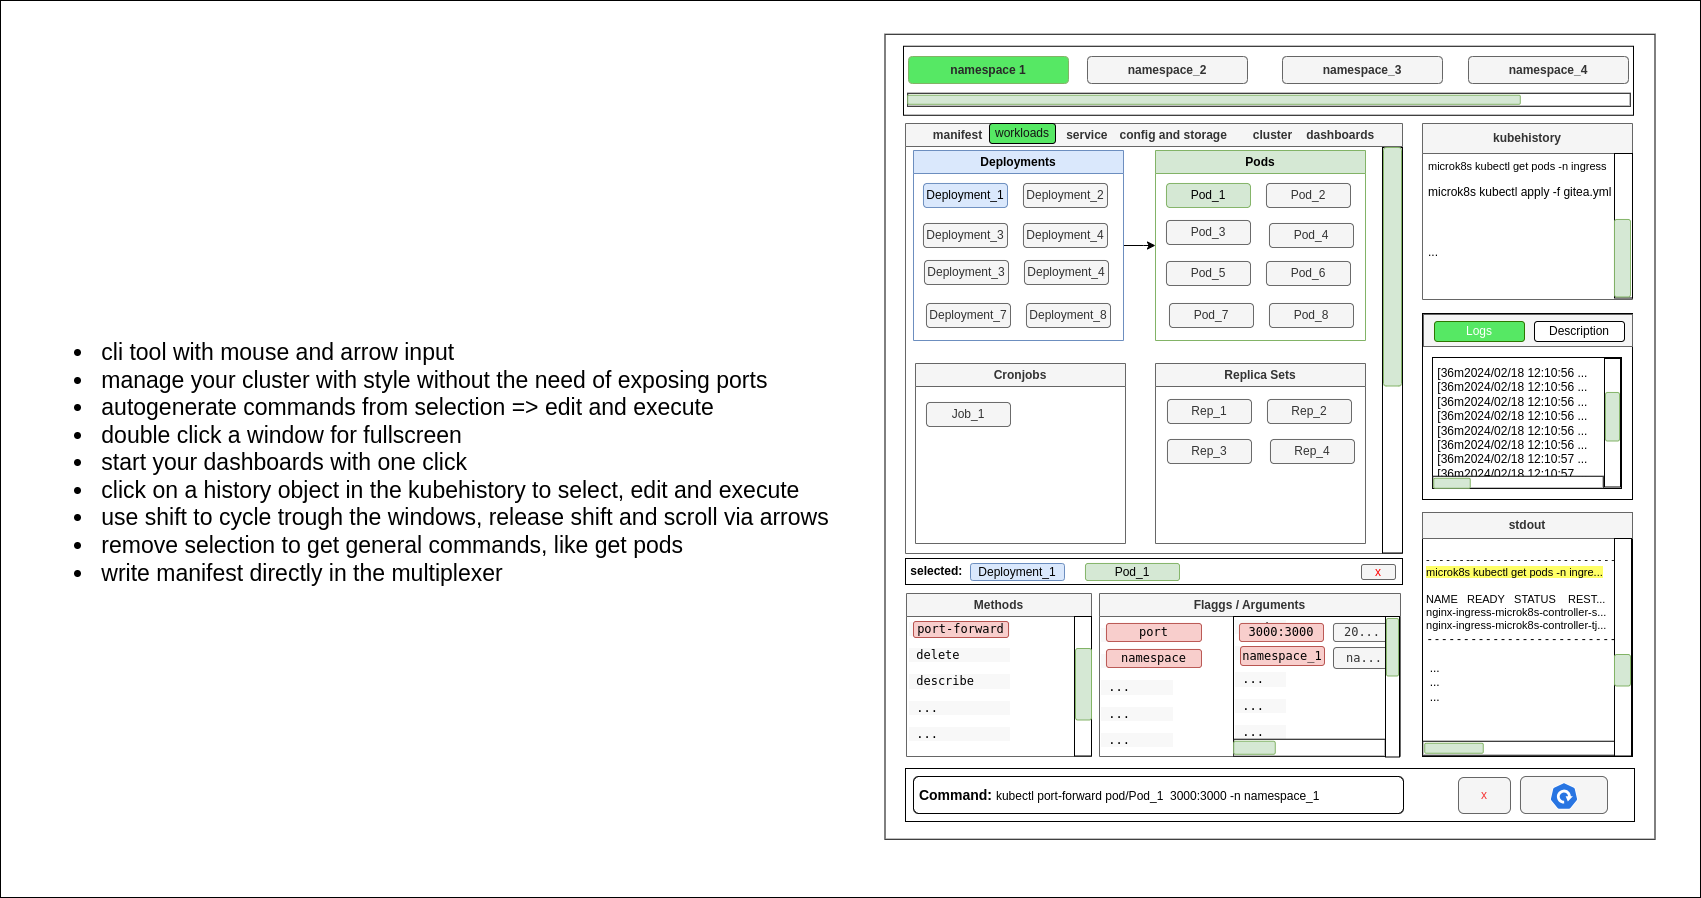 • cli tool with mouse and arrow input
• manage your cluster with style without the need of exposing ports
• autogenerate commands from selection => edit and execute
• double click a window for fullscreen
• start your dashboards with one click
• click on a history object in the kubehistory to select, edit and execute
• use shift to cycle trough the windows, release shift and scroll via arrows
• remove selection to get general commands, like get pods
• write manifest directly in the multiplexer
namespace 1 namespace_2 namespace_3 namespace_4
manifest workloads service config and storage cluster dashboards
Deployments
Deployment_1 Deployment_2
Deployment_3 Deployment_4
Deployment_3 Deployment_4
Deployment_7 Deployment_8
Pods
Pod_1 Pod_2
Pod_3 Pod_4
Pod_5 Pod_6
Pod_7 Pod_8
Cronjobs
Job_1
Replica Sets
Rep_1 Rep_2
Rep_3 Rep_4
selected: Deployment_1 Pod_1 x
Methods
port-forward
delete
describe
...
...
Flaggs / Arguments
port 3000:3000 20...
namespace namespace_1 na...
... ...
... ...
... ...
kubehistory
microk8s kubectl get pods -n ingress
microk8s kubectl apply -f gitea.yml
...
Logs Description
[36m2024/02/18 12:10:56 ...
[36m2024/02/18 12:10:56 ...
[36m2024/02/18 12:10:56 ...
[36m2024/02/18 12:10:56 ...
[36m2024/02/18 12:10:56 ...
[36m2024/02/18 12:10:56 ...
[36m2024/02/18 12:10:57 ...
[36m2024/02/18 12:10:57
stdout
- - - - - - - - - - - - - - - - - - - - - - - - - -
microk8s kubectl get pods -n ingre...
NAME READY STATUS REST...
nginx-ingress-microk8s-controller-s...
nginx-ingress-microk8s-controller-tj...
- - - - - - - - - - - - - - - - - - - - - - - - - -
...
...
...
Command: kubectl port-forward pod/Pod_1 3000:3000 -n namespace_1 x